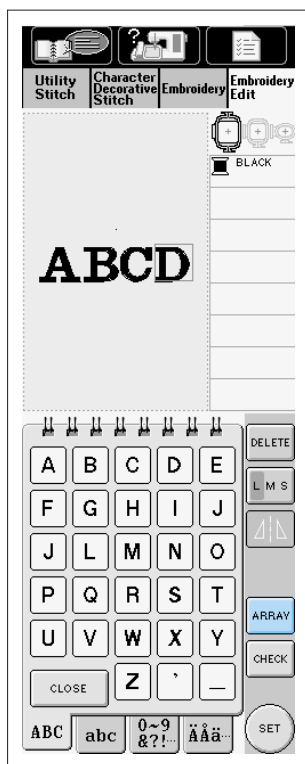 Utility
Stitch
Character
Decorative
Stitch
Embroidery
Embroidery
Edit
BLACK
ABCD
DELETE
A B C D E
L M S
F G H I J
J L M N O
P Q R S T
ARRAY
U V W X Y
CHECK
CLOSE Z ' _
ABC abc 0~9
&?!... ÄÅä...
SET